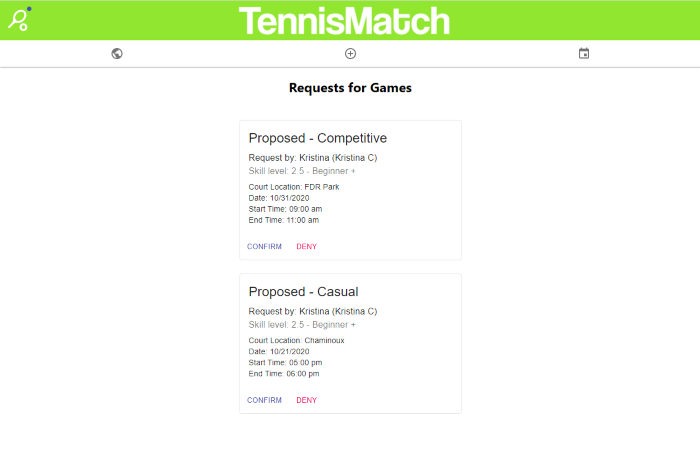 TennisMatch
Requests for Games
Proposed - Competitive
Request by: Kristina (Kristina C)
Skill level: 2.5 - Beginner +
Court Location: FDR Park
Date: 10/31/2020
Start Time: 09:00 am
End Time: 11:00 am
CONFIRM DENY
Proposed - Casual
Request by: Kristina (Kristina C)
Skill level: 2.5 - Beginner +
Court Location: Chaminoux
Date: 10/21/2020
Start Time: 05:00 pm
End Time: 06:00 pm
CONFIRM DENY